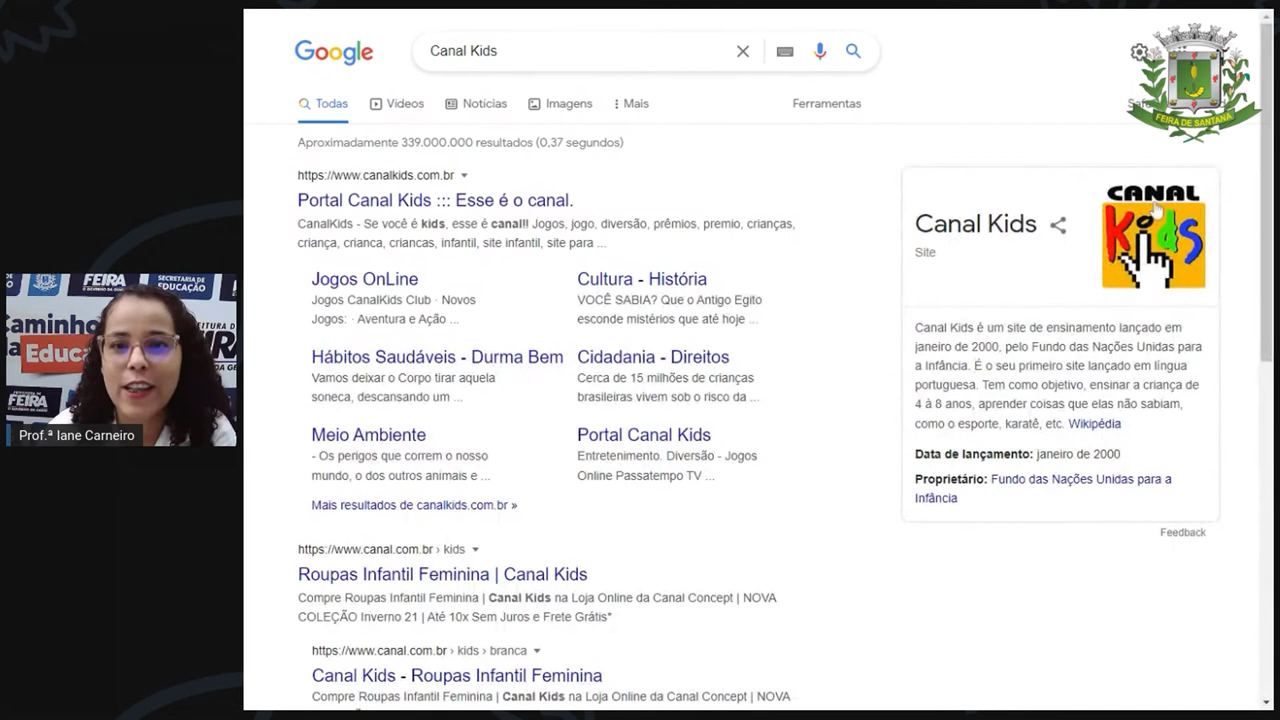 Google
Canal Kids
Todas
Vídeos
Notícias
Imagens
Mais
Ferramentas
FEIRA DE SANTANA
Aproximadamente 339.000.000 resultados (0,37 segundos)
https://www.canalkids.com.br
Portal Canal Kids ::: Esse é o canal.
CanalKids - Se você é kids, esse é canal!! Jogos, jogo, diversão, prêmios, premio, crianças,
criança, crianca, criancas, infantil, site infantil, site para ...
Jogos OnLine
Jogos CanalKids Club · Novos
Jogos: · Aventura e Ação ...
Cultura - História
VOCÊ SABIA? Que o Antigo Egito
esconde mistérios que até hoje ...
Hábitos Saudáveis - Durma Bem
Vamos deixar o Corpo tirar aquela
soneca, descansando um ...
Cidadania - Direitos
Cerca de 15 milhões de crianças
brasileiras vivem sob o risco da ...
Meio Ambiente
- Os perigos que correm o nosso
mundo, o dos outros animais e ...
Portal Canal Kids
Entretenimento. Diversão - Jogos
Online Passatempo TV ...
Mais resultados de canalkids.com.br »
https://www.canal.com.br › kids
Roupas Infantil Feminina | Canal Kids
Compre Roupas Infantil Feminina | Canal Kids na Loja Online da Canal Concept | NOVA
COLEÇÃO Inverno 21 | Até 10x Sem Juros e Frete Grátis*
https://www.canal.com.br › kids › branca
Canal Kids - Roupas Infantil Feminina
Compre Roupas Infantil Feminina | Canal Kids na Loja Online da Canal Concept | NOVA
Canal Kids
Site
CANAL
Kids
Canal Kids é um site de ensinamento lançado em
janeiro de 2000, pelo Fundo das Nações Unidas para
a Infância. É o seu primeiro site lançado em língua
portuguesa. Tem como objetivo, ensinar a criança de
4 à 8 anos, aprender coisas que elas não sabiam,
como o esporte, karatê, etc. Wikipédia
Data de lançamento: janeiro de 2000
Proprietário: Fundo das Nações Unidas para a
Infância
Feedback
FEIRA
SECRETARIA DE
EDUCAÇÃO
FEIRA
Prof.ª Iane Carneiro